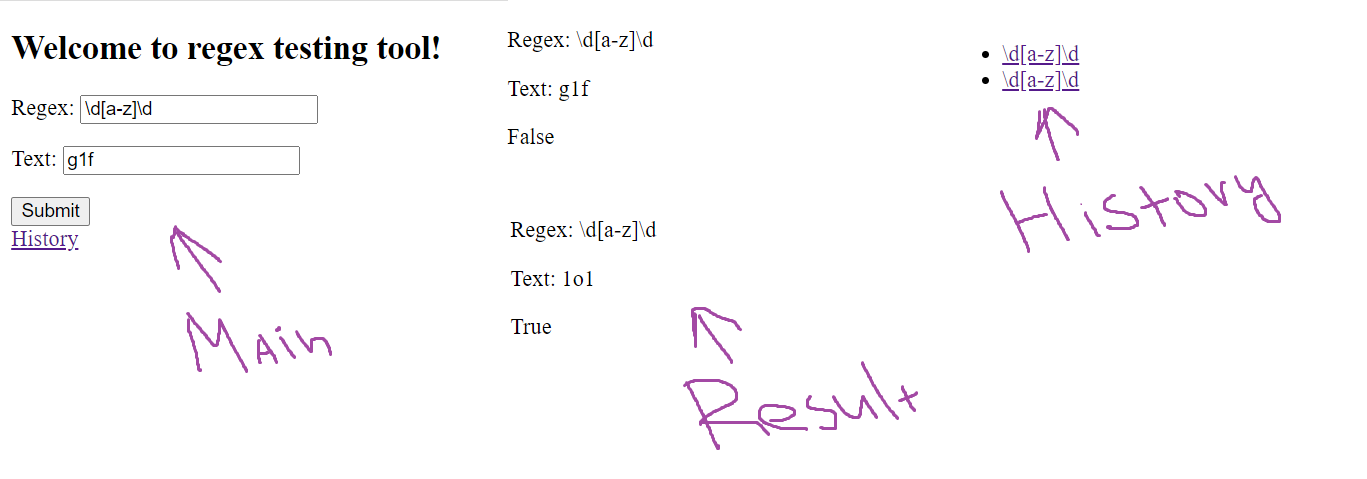 Welcome to regex testing tool!
Regex: \d[a-z]\d
Text: g1f
Submit
History
Main
Regex: \d[a-z]\d
Text: g1f
False
Regex: \d[a-z]\d
Text: 1o1
True
Result
\d[a-z]\d
\d[a-z]\d
History